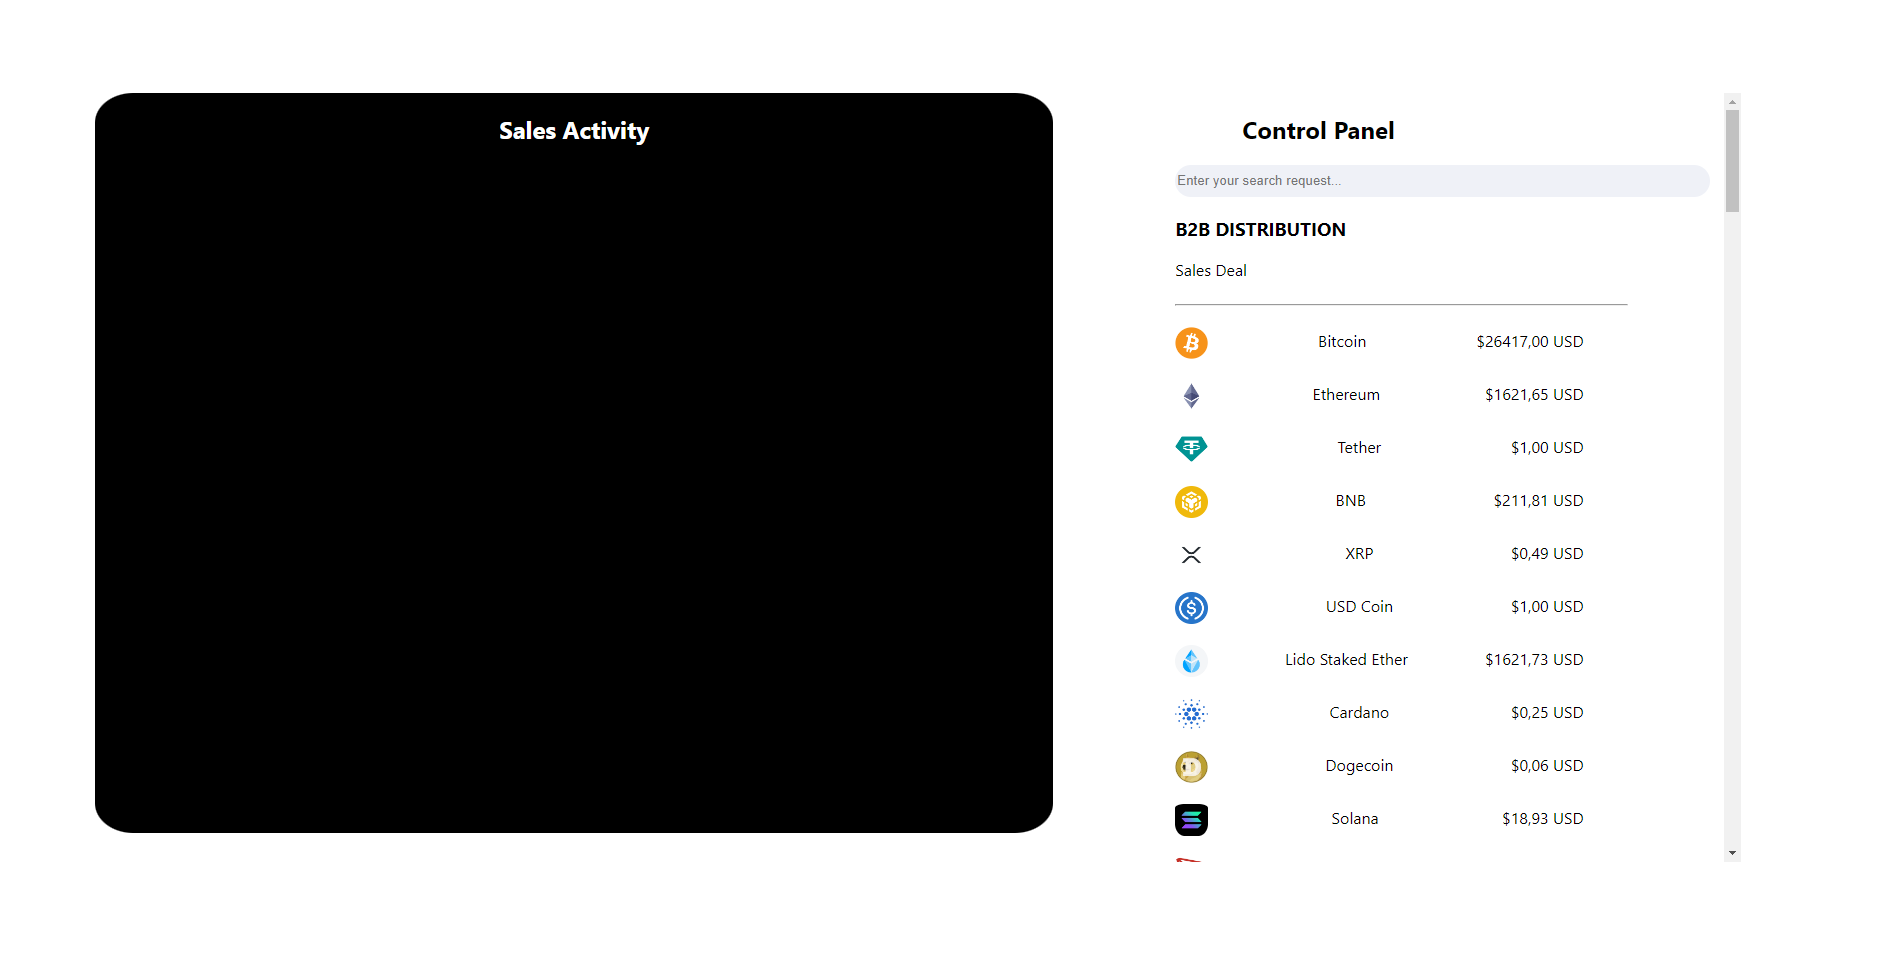 Sales Activity
Control Panel
Enter your search request...
B2B DISTRIBUTION
Sales Deal
Bitcoin $26417,00 USD
Ethereum $1621,65 USD
Tether $1,00 USD
BNB $211,81 USD
XRP $0,49 USD
USD Coin $1,00 USD
Lido Staked Ether $1621,73 USD
Cardano $0,25 USD
Dogecoin $0,06 USD
Solana $18,93 USD